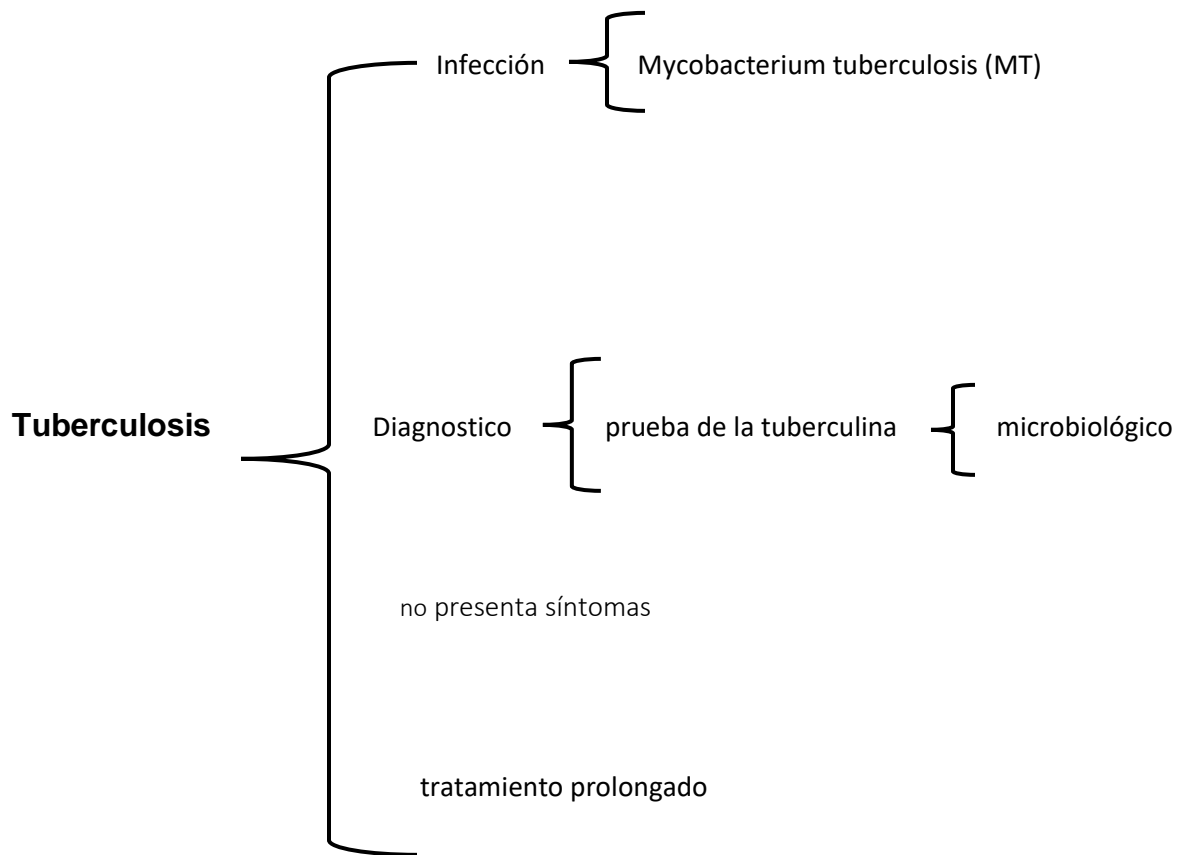 Infección
Mycobacterium tuberculosis (MT)
Tuberculosis
Diagnostico
prueba de la tuberculina
microbiológico
no presenta síntomas
tratamiento prolongado